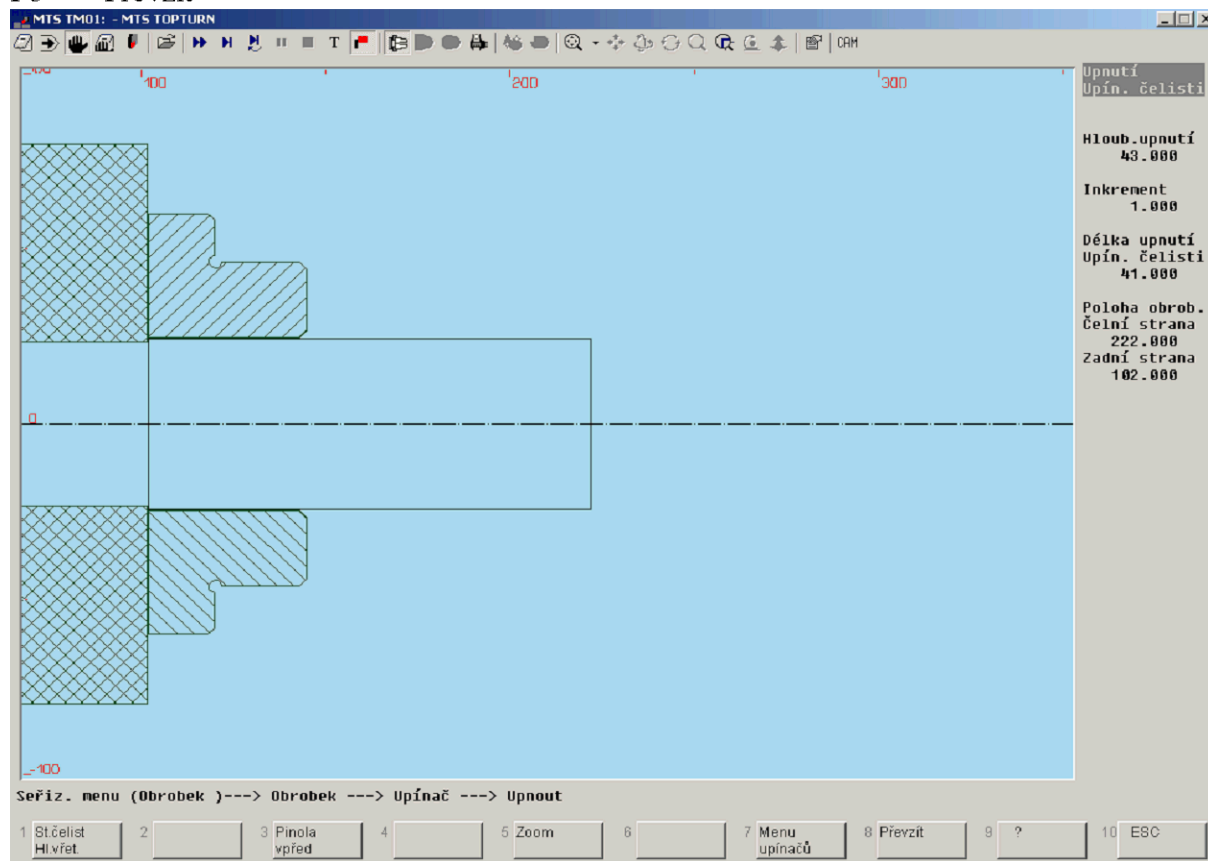 MTS TM01: - MTS TOPTURN
T
CAM
100
200
300
0
-100
Upnutí
Upín. čelisti
Hloub.upnutí
43.000
Inkrement
1.000
Délka upnutí
Upín. čelisti
41.000
Poloha obrob.
Čelní strana
222.000
Zadní strana
102.000
Seřiz. menu (Obrobek )---> Obrobek ---> Upínač ---> Upnout
1 St.čelist
Hl.vřet.
2
3 Pinola
vpřed
4
5 Zoom
6
7 Menu
upínačů
8 Převzít
9 ?
10 ESC